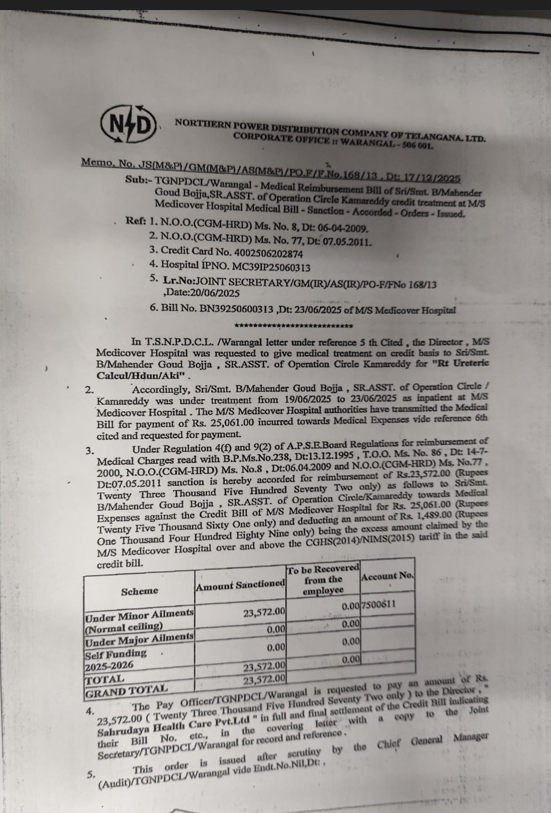 NPD
NORTHERN POWER DISTRIBUTION COMPANY OF TELANGANA. LTD.
CORPORATE OFFICE :: WARANGAL - 506 001.
Memo. No. JS(M&P)/GM(M&P)/AS(M&P)/PO.F/F.No.168/13 , Dt: 17/12/2025
Sub:- TGNPDCL/Warangal - Medical Reimbursement Bill of Sri/Smt. B/Mahender
Goud Bojja,SR.ASST. of Operation Circle Kamareddy credit treatment at M/S
Medicover Hospital Medical Bill - Sanction - Accorded - Orders - Issued.
Ref: 1. N.O.O.(CGM-HRD) Ms. No. 8, Dt: 06-04-2009.
2. N.O.O.(CGM-HRD) Ms. No. 77, Dt: 07.05.2011.
3. Credit Card No. 4002506202874
4. Hospital IPNO. MC39IP25060313
5. Lr.No:JOINT SECRETARY/GM(IR)/AS(IR)/PO-F/FNo 168/13
,Date:20/06/2025
6. Bill No. BN39250600313 ,Dt: 23/06/2025 of M/S Medicover Hospital
**************************
In T.S.N.P.D.C.L. /Warangal letter under reference 5 th Cited , the Director , M/S
Medicover Hospital was requested to give medical treatment on credit basis to Sri/Smt.
B/Mahender Goud Bojja , SR.ASST. of Operation Circle Kamareddy for "Rt Ureteric
Calcul/Hdun/Aki" .
2. Accordingly, Sri/Smt. B/Mahender Goud Bojja , SR.ASST. of Operation Circle /
Kamareddy was under treatment from 19/06/2025 to 23/06/2025 as inpatient at M/S
Medicover Hospital . The M/S Medicover Hospital authorities have transmitted the Medical
Bill for payment of Rs. 25,061.00 incurred towards Medical Expenses vide reference 6th
cited and requested for payment.
3. Under Regulation 4(f) and 9(2) of A.P.S.E.Board Regulations for reimbursement of
Medical Charges read with B.P.Ms.No.238, Dt:13.12.1995 , T.O.O. Ms. No. 86 , Dt: 14-7-
2000, N.O.O.(CGM-HRD) Ms. No.8 , Dt:06.04.2009 and N.O.O.(CGM-HRD) Ms. No.77 ,
Dt:07.05.2011 sanction is hereby accorded for reimbursement of Rs.23,572.00 (Rupees
Twenty Three Thousand Five Hundred Seventy Two only) as follows to Sri/Smt.
B/Mahender Goud Bojja , SR.ASST. of Operation Circle/Kamareddy towards Medical
Expenses against the Credit Bill of M/S Medicover Hospital for Rs. 25,061.00 (Rupees
Twenty Five Thousand Sixty One only) and deducting an amount of Rs. 1,489.00 (Rupees
One Thousand Four Hundred Eighty Nine only) being the excess amount claimed by the
M/S Medicover Hospital over and above the CGHS(2014)/NIMS(2015) tariff in the said
credit bill.
Scheme Amount Sanctioned To be Recovered from the employee Account No.
Under Minor Ailments (Normal ceiling) 23,572.00 0.00 7500611
Under Major Ailments 0.00 0.00
Self Funding 2025-2026 0.00 0.00
TOTAL 23,572.00 0.00
GRAND TOTAL 23,572.00
4. The Pay Officer/TGNPDCL/Warangal is requested to pay an amount of Rs.
23,572.00 ( Twenty Three Thousand Five Hundred Seventy Two only ) to the Director , "
Sahrudaya Health Care Pvt.Ltd " in full and final settlement of the Credit Bill indicating
their Bill No. etc., in the covering letter with a copy to the Joint
Secretary/TGNPDCL/Warangal for record and reference .
5. This order is issued after scrutiny by the Chief General Manager
(Audit)/TGNPDCL/Warangal vide Endt.No.Nil,Dt: ,